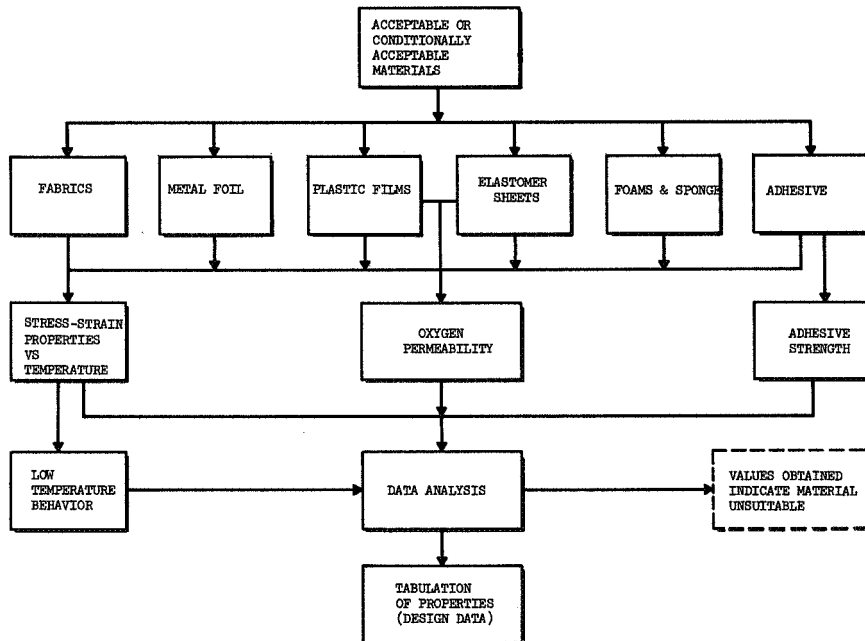 ACCEPTABLE OR
CONDITIONALLY
ACCEPTABLE
MATERIALS
FABRICS
METAL FOIL
PLASTIC FILMS
ELASTOMER
SHEETS
FOAMS & SPONGE
ADHESIVE
STRESS-STRAIN
PROPERTIES
VS
TEMPERATURE
OXYGEN
PERMEABILITY
ADHESIVE
STRENGTH
LOW
TEMPERATURE
BEHAVIOR
DATA ANALYSIS
VALUES OBTAINED
INDICATE MATERIAL
UNSUITABLE
TABULATION
OF PROPERTIES
(DESIGN DATA)